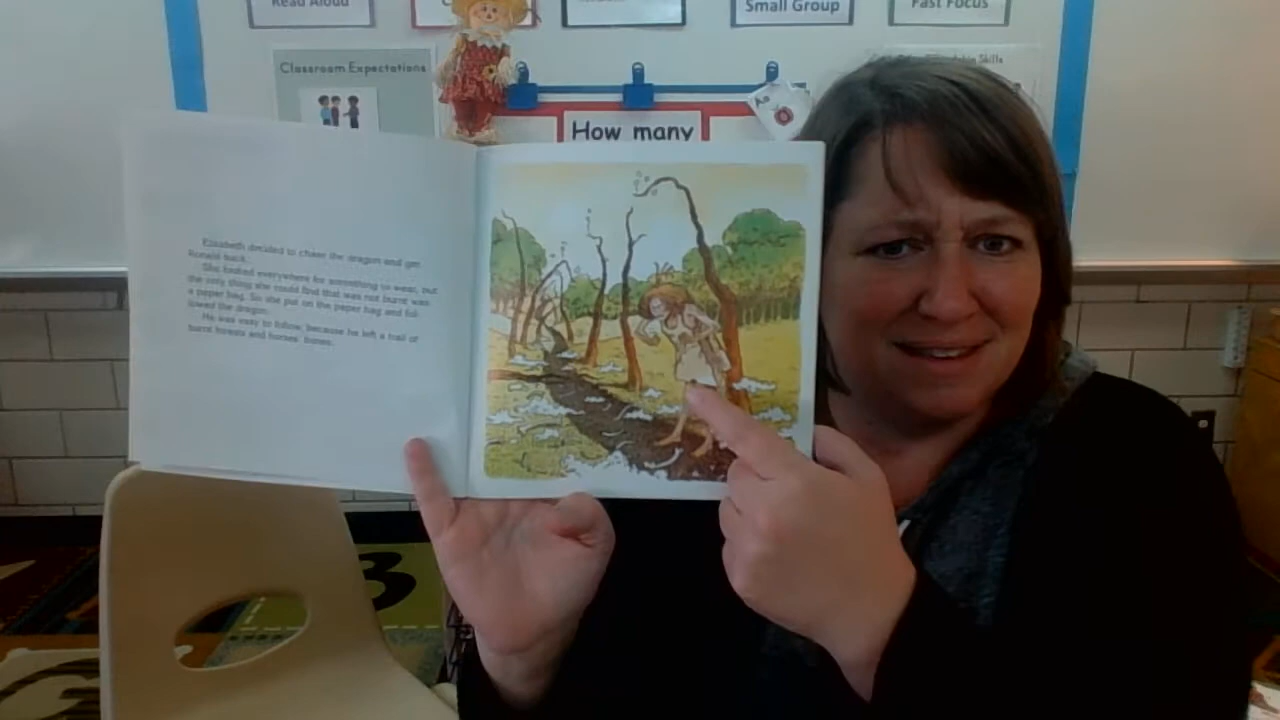 Read Aloud
Small Group
Fast Focus
Classroom Expectations
Skills
How many
Elizabeth decided to chase the dragon and get
Ronald back.
She looked everywhere for something to wear, but
the only thing she could find that was not burnt was
a paper bag. So she put on the paper bag and fol-
lowed the dragon.
He was easy to follow, because he left a trail of
burnt forests and horses' bones.
3